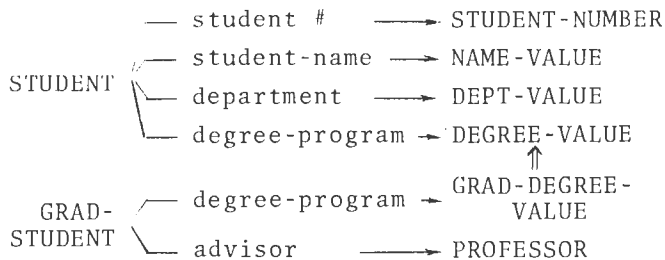 student # STUDENT-NUMBER
student-name NAME-VALUE
STUDENT
department DEPT-VALUE
degree-program DEGREE-VALUE
degree-program GRAD-DEGREE-
VALUE
GRAD-
STUDENT
advisor PROFESSOR